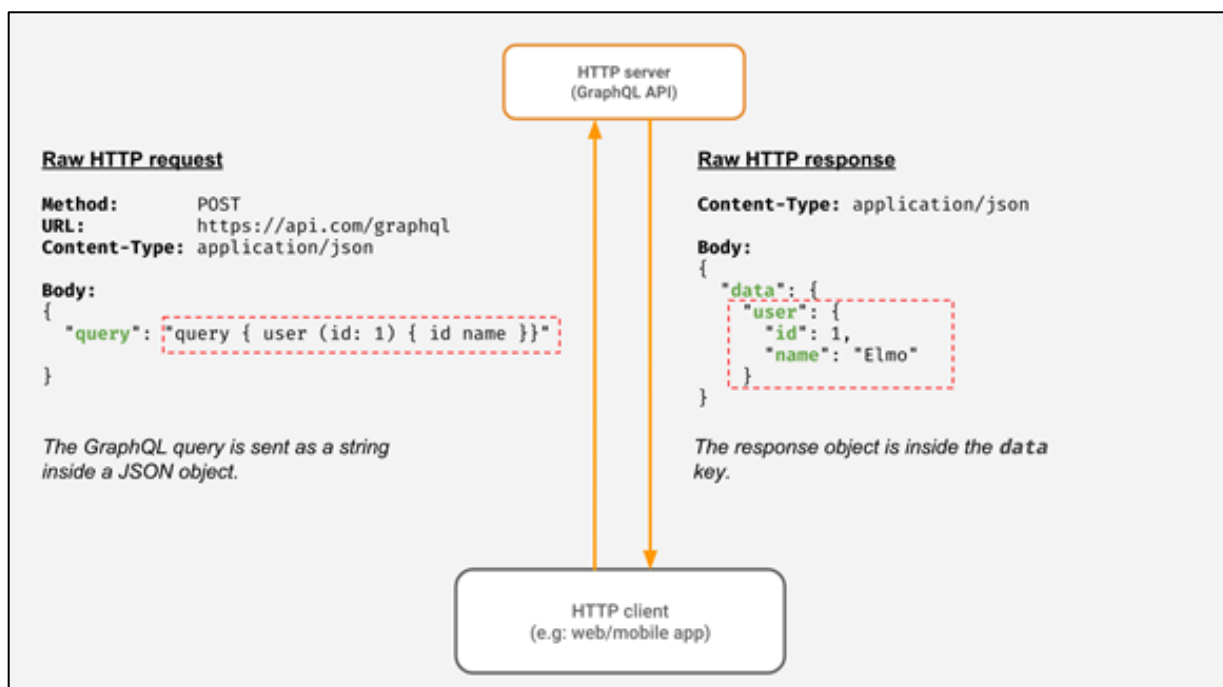 HTTP server
(GraphQL API)
Raw HTTP request
Method: POST
URL: https://api.com/graphql
Content-Type: application/json
Body:
{
"query": "query { user (id: 1) { id name }}"
}
The GraphQL query is sent as a string
inside a JSON object.
Raw HTTP response
Content-Type: application/json
Body:
{
"data": {
"user": {
"id": 1,
"name": "Elmo"
}
}
The response object is inside the data
key.
HTTP client
(e.g: web/mobile app)